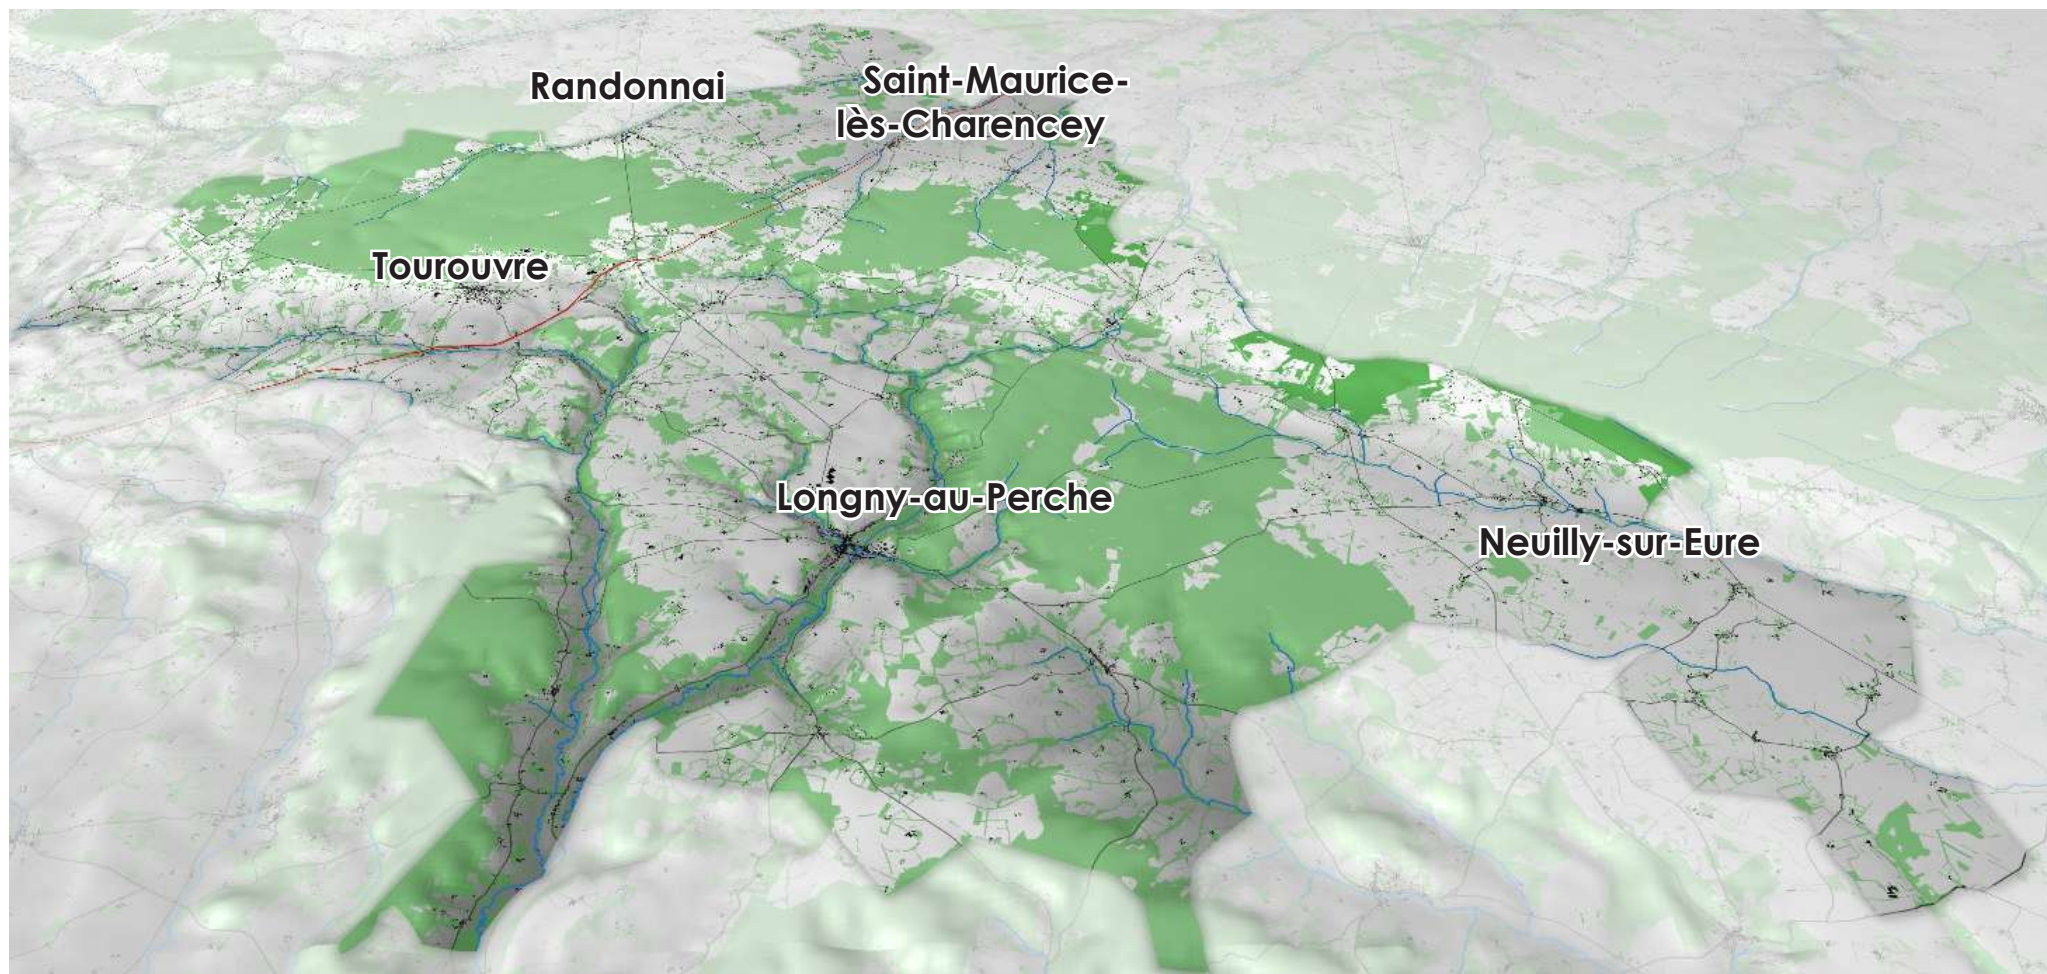 Randonnai
Saint-Maurice-
lès-Charencey
Tourouvre
Longny-au-Perche
Neuilly-sur-Eure